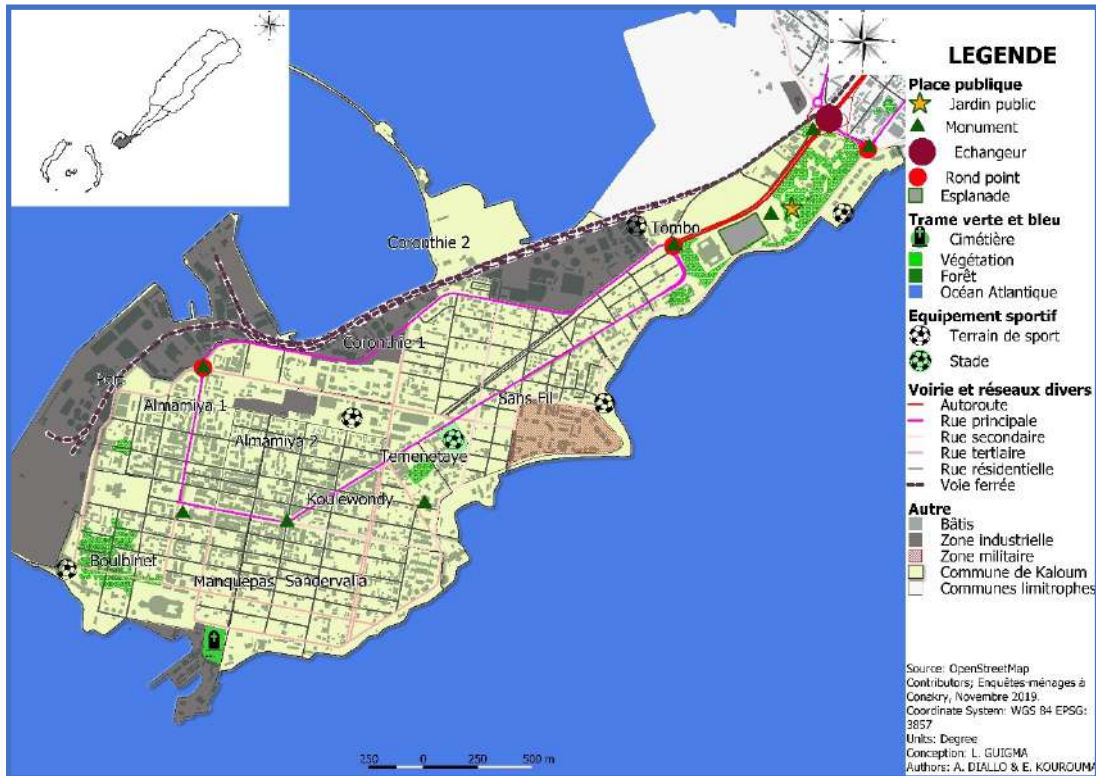 LEGENDE
Place publique
Jardin public
Monument
Echangeur
Rond point
Esplanade
Trame verte et bleu
Cimétière
Végétation
Forêt
Océan Atlantique
Equipement sportif
Terrain de sport
Stade
Voirie et réseaux divers
Autoroute
Rue principale
Rue secondaire
Rue tertiaire
Rue résidentielle
Voie ferrée
Autre
Bâtis
Zone industrielle
Zone militaire
Commune de Kaloum
Communes limitrophes
Source: OpenStreetMap
Contributors; Enquêtes-ménages à
Conakry, Novembre 2019.
Coordinate System: WGS 84 EPSG:
3857
Units: Degree
Conception: L. GUIGMA
Authors: A. DIALLO & E. KOUROUMA
Tombo
Coronthie 2
Coronthie 1
Port
Almamiya 1
Sans Fil
Almamiya 2
Temenetaye
Koulewondy
Boulbinet
Manquepas
Sandervalia
250 0 250 500 m